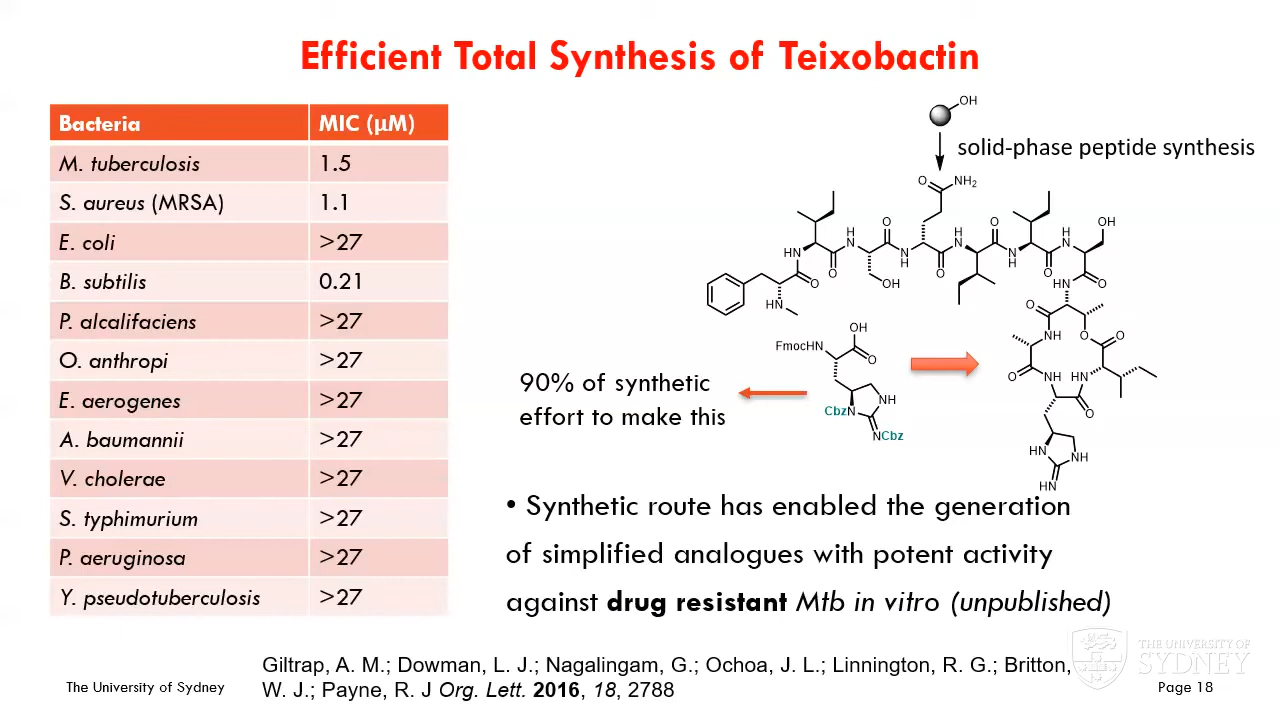 Efficient Total Synthesis of Teixobactin
Bacteria MIC (μM)
M. tuberculosis 1.5
S. aureus (MRSA) 1.1
E. coli >27
B. subtilis 0.21
P. alcalifaciens >27
O. anthropi >27
E. aerogenes >27
A. baumannii >27
V. cholerae >27
S. typhimurium >27
P. aeruginosa >27
Y. pseudotuberculosis >27
OH
solid-phase peptide synthesis
O NH2
O H N O H N O H N OH
HN O N H O N H O
O OH O HN O
HN
O NH O O
O NH HN O
HN NH
HN
OH
FmocHN O
NH
CbzN
NCbz
90% of synthetic
effort to make this
• Synthetic route has enabled the generation
of simplified analogues with potent activity
against drug resistant Mtb in vitro (unpublished)
Giltrap, A. M.; Dowman, L. J.; Nagalingam, G.; Ochoa, J. L.; Linnington, R. G.; Britton,
W. J.; Payne, R. J Org. Lett. 2016, 18, 2788
The University of Sydney
THE UNIVERSITY OF
SYDNEY
Page 18